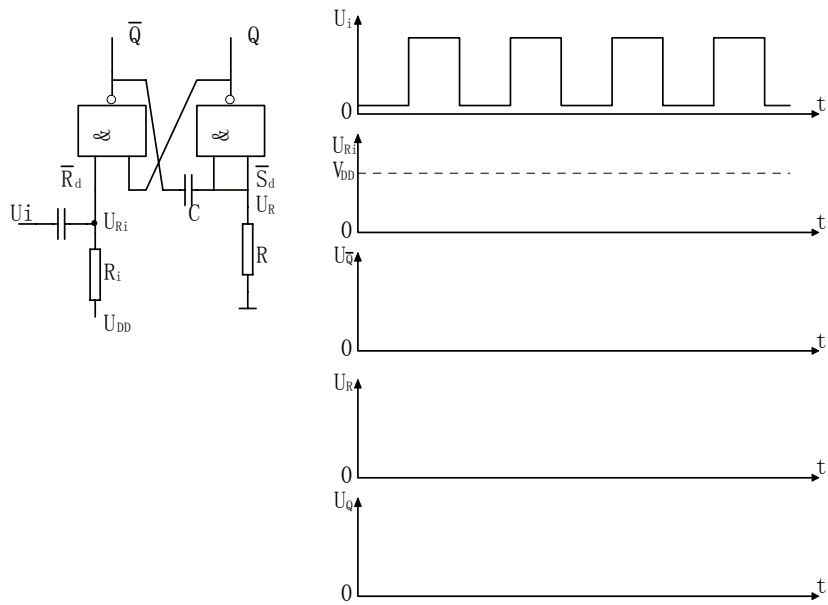 Q̅ Q
& &
R̅d S̅d
Ui URi C UR
Ri R
UDD
Ui
0 t
URi
VDD
0 t
UQ̅
0 t
UR
0 t
UQ
0 t